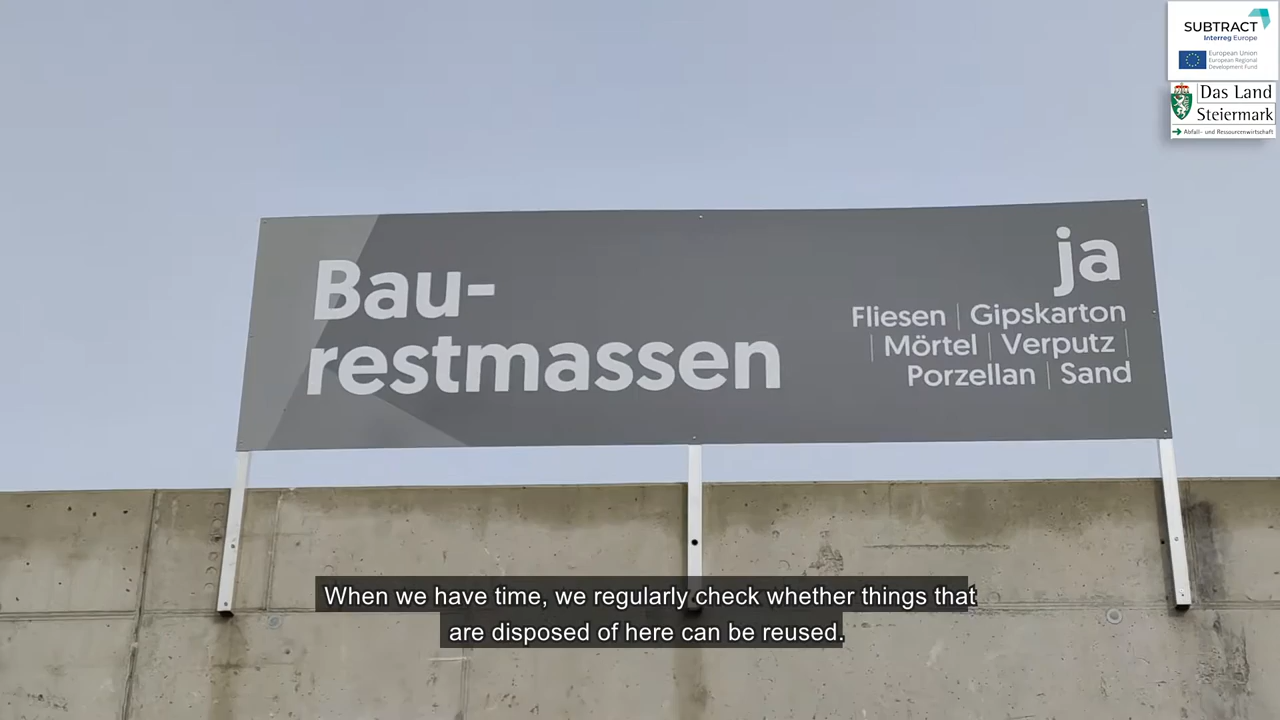 SUBTRACT
Interreg Europe
European Union
European Regional
Development Fund
Das Land
Steiermark
Abfall- und Ressourcenwirtschaft
Bau-
restmassen
ja
Fliesen | Gipskarton
| Mörtel | Verputz |
Porzellan | Sand
When we have time, we regularly check whether things that
are disposed of here can be reused.